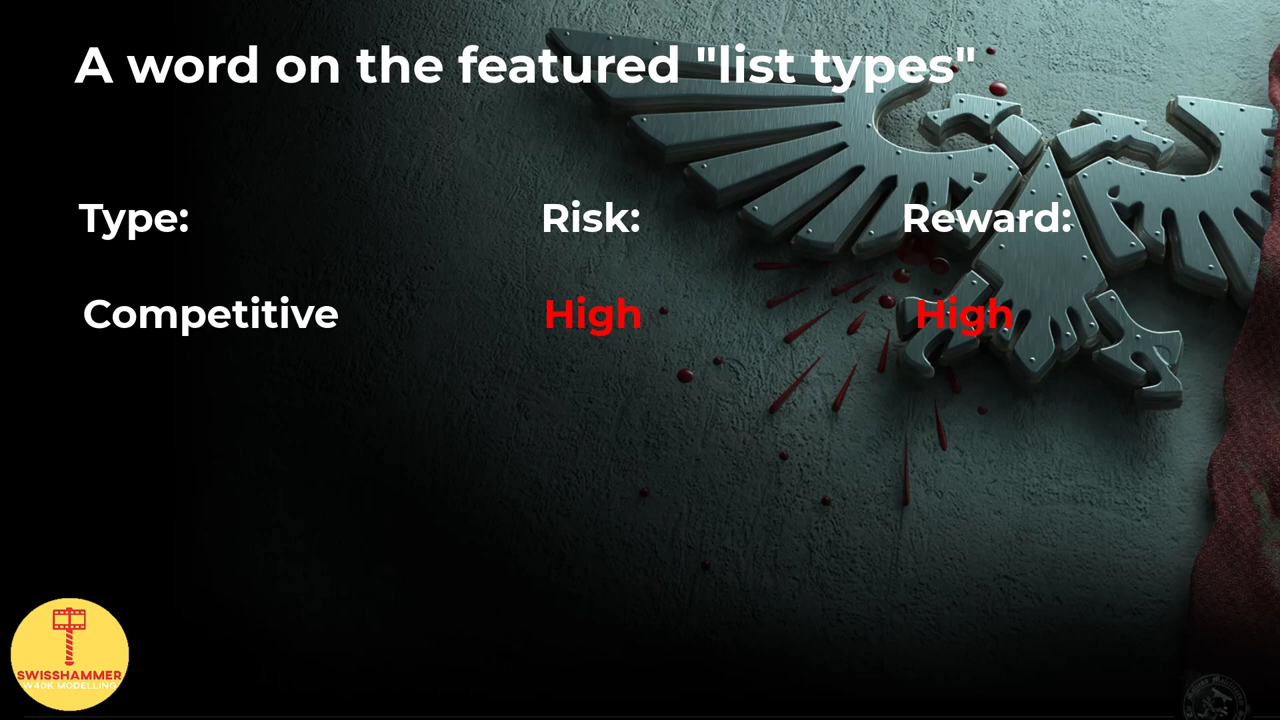 A word on the featured "list types"
Type: Risk: Reward:
Competitive High High
SWISSHAMMER
W40K MODELLING